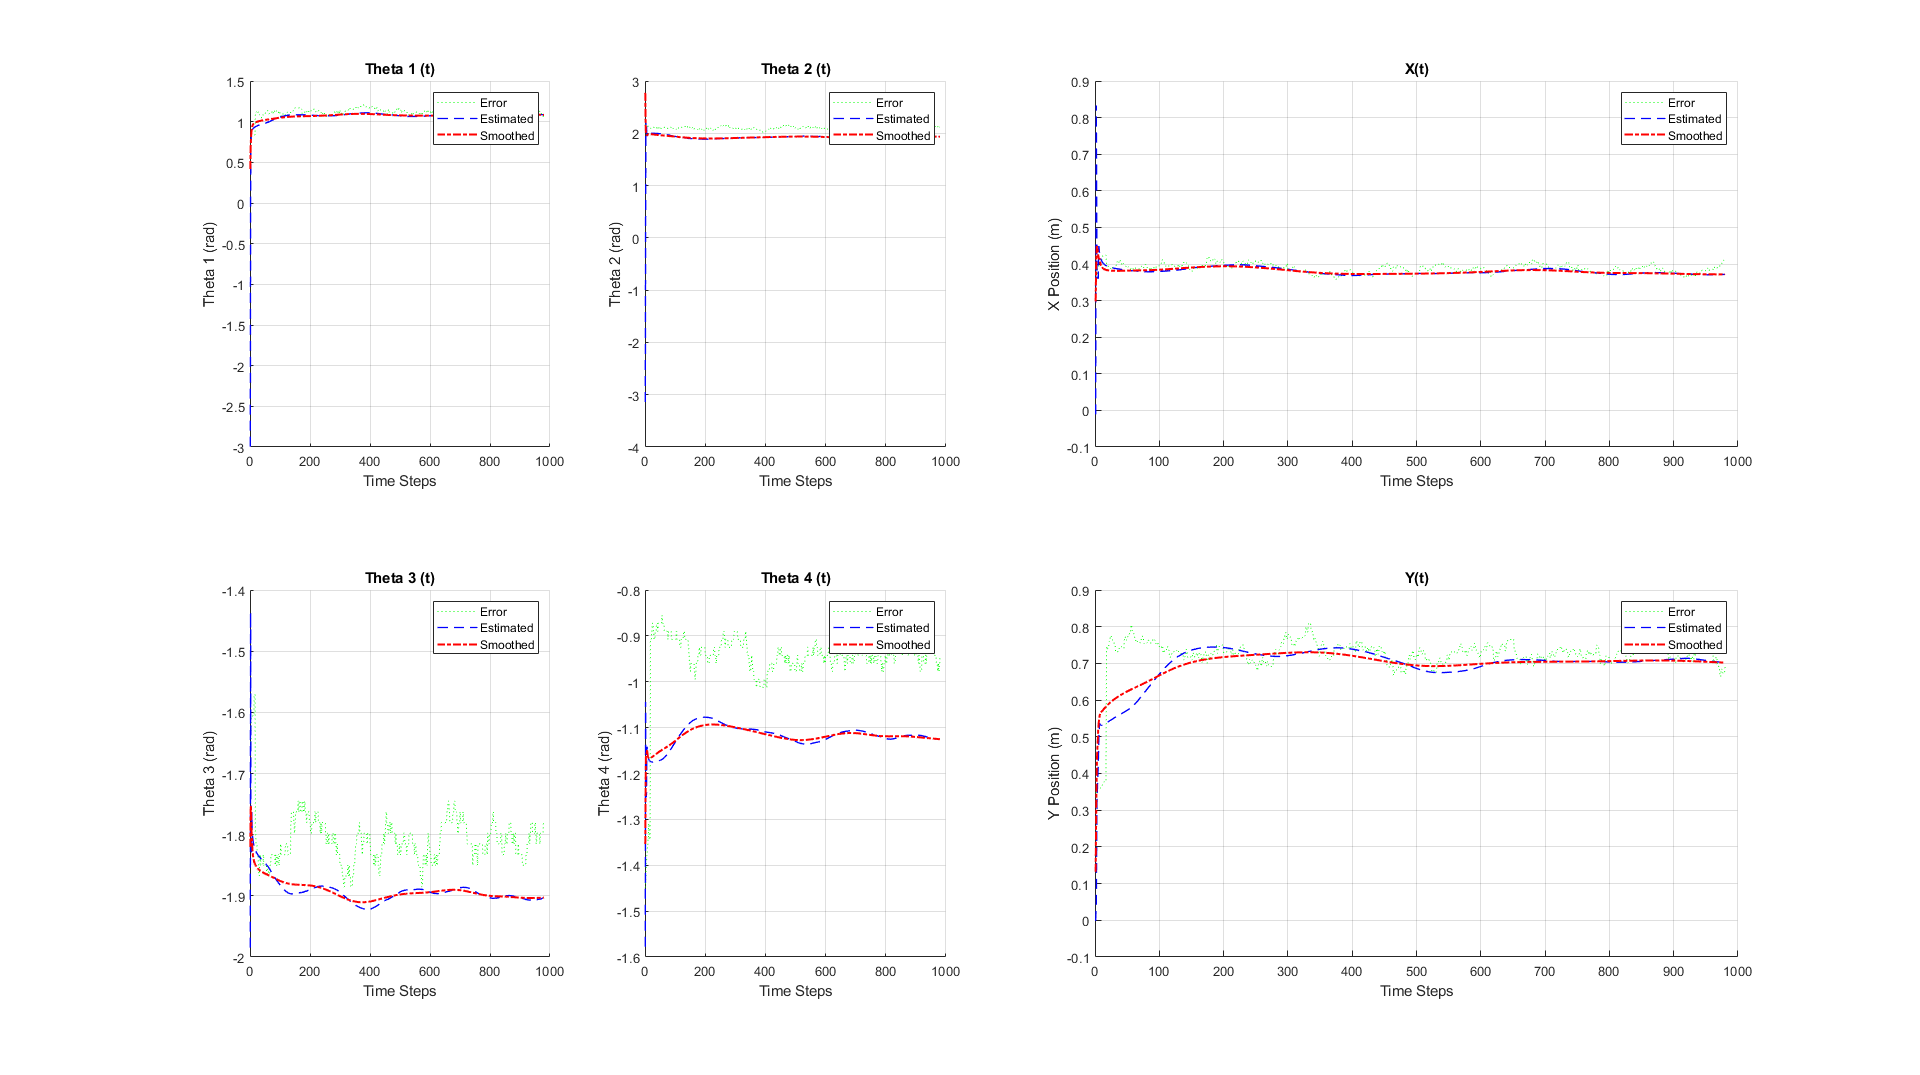 Theta 1 (t)
1.5
1
0.5
0
-0.5
-1
-1.5
-2
-2.5
-3
Theta 1 (rad)
0 200 400 600 800 1000
Time Steps
Error
Estimated
Smoothed
Theta 2 (t)
3
2
1
0
-1
-2
-3
-4
Theta 2 (rad)
0 200 400 600 800 1000
Time Steps
Error
Estimated
Smoothed
X(t)
0.9
0.8
0.7
0.6
0.5
0.4
0.3
0.2
0.1
0
-0.1
X Position (m)
0 100 200 300 400 500 600 700 800 900 1000
Time Steps
Error
Estimated
Smoothed
Theta 3 (t)
-1.4
-1.5
-1.6
-1.7
-1.8
-1.9
-2
Theta 3 (rad)
0 200 400 600 800 1000
Time Steps
Error
Estimated
Smoothed
Theta 4 (t)
-0.8
-0.9
-1
-1.1
-1.2
-1.3
-1.4
-1.5
-1.6
Theta 4 (rad)
0 200 400 600 800 1000
Time Steps
Error
Estimated
Smoothed
Y(t)
0.9
0.8
0.7
0.6
0.5
0.4
0.3
0.2
0.1
0
-0.1
Y Position (m)
0 100 200 300 400 500 600 700 800 900 1000
Time Steps
Error
Estimated
Smoothed